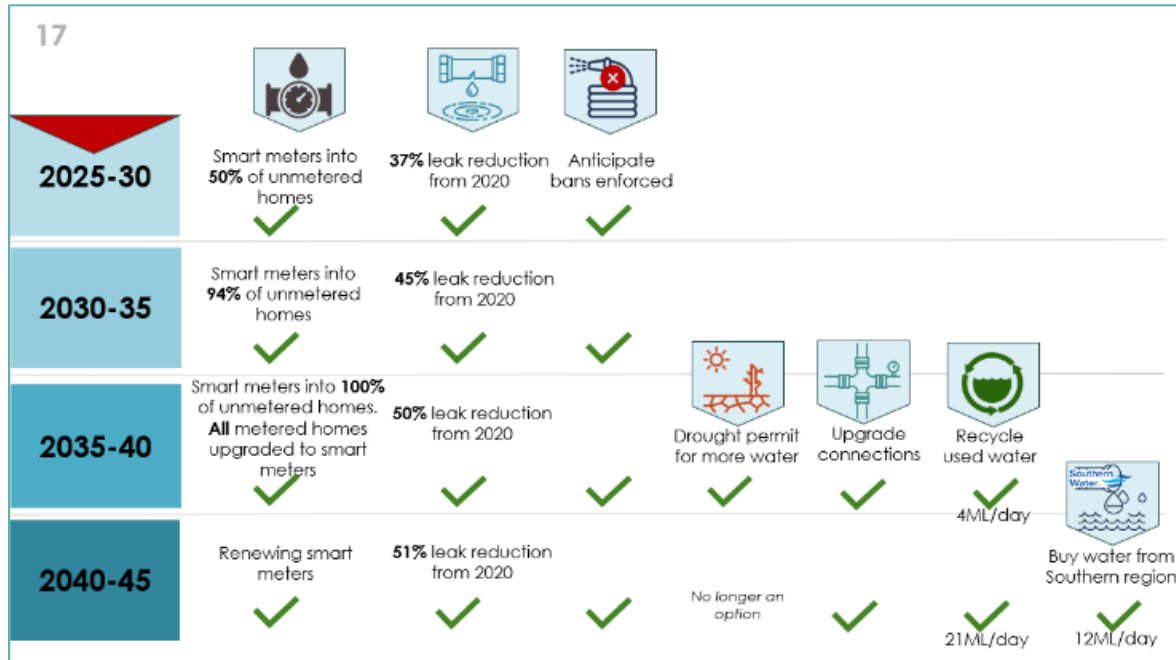 17
2025-30
Smart meters into
50% of unmetered
homes
37% leak reduction
from 2020
Anticipate
bans enforced
2030-35
Smart meters into
94% of unmetered
homes
45% leak reduction
from 2020
2035-40
Smart meters into 100%
of unmetered homes.
All metered homes
upgraded to smart
meters
50% leak reduction
from 2020
Drought permit
for more water
Upgrade
connections
Recycle
used water
4ML/day
2040-45
Renewing smart
meters
51% leak reduction
from 2020
No longer an
option
21ML/day
Southern
Water.
Buy water from
Southern region
12ML/day